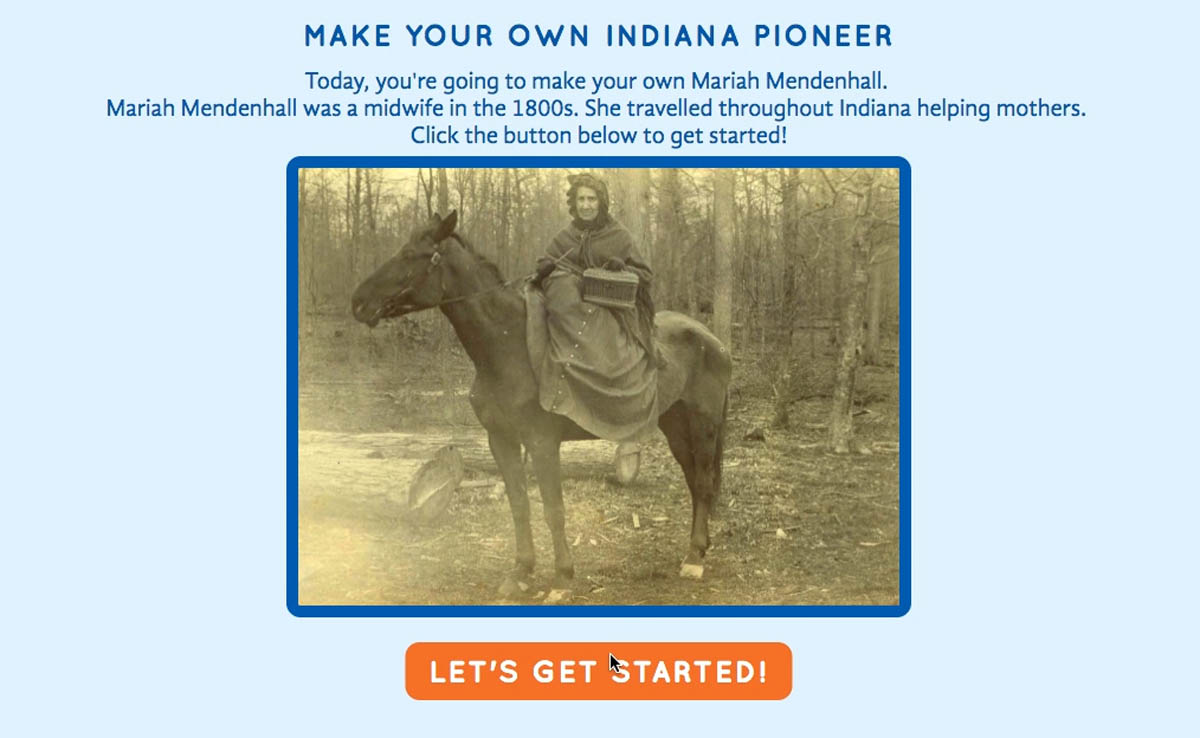 MAKE YOUR OWN INDIANA PIONEER
Today, you're going to make your own Mariah Mendenhall.
Mariah Mendenhall was a midwife in the 1800s. She travelled throughout Indiana helping mothers.
Click the button below to get started!
LET'S GET STARTED!